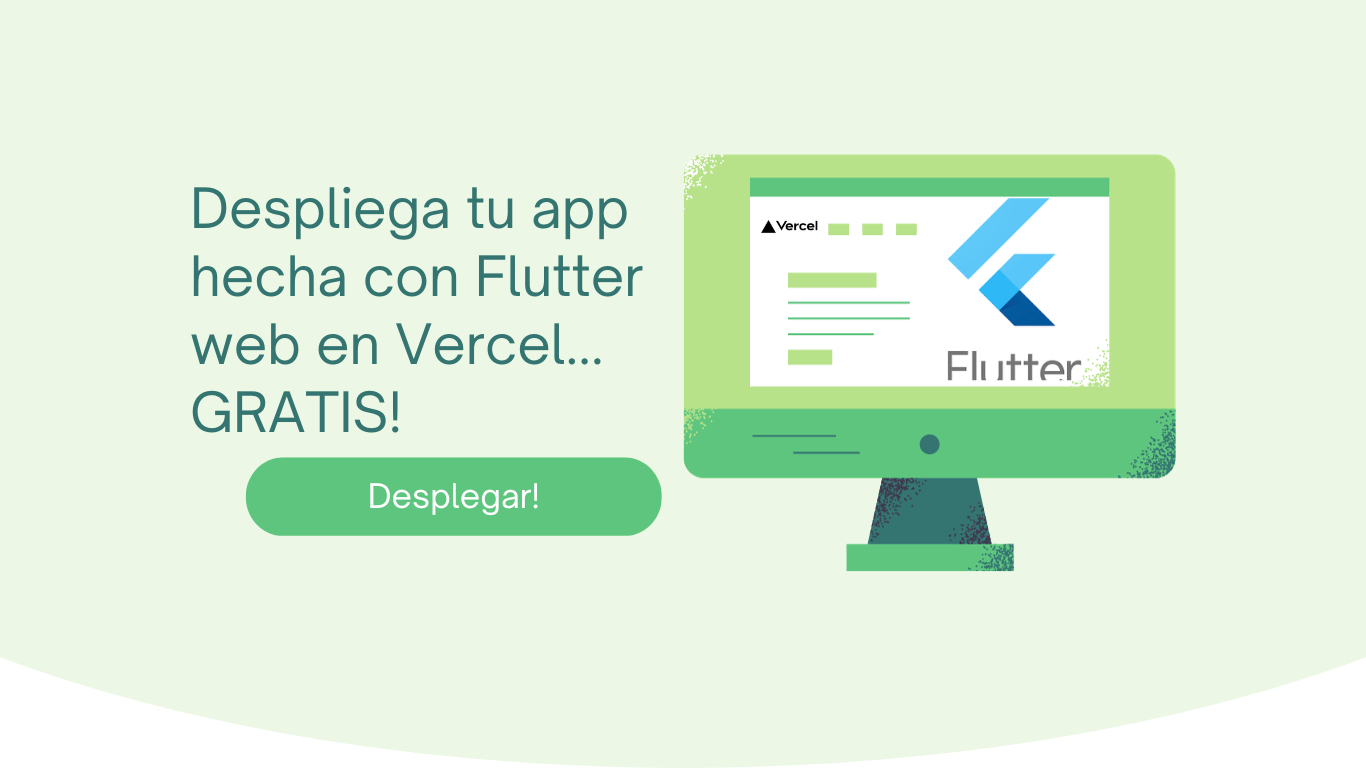 Despliega tu app
hecha con Flutter
web en Vercel...
GRATIS!
Desplegar!
Vercel
Flutter